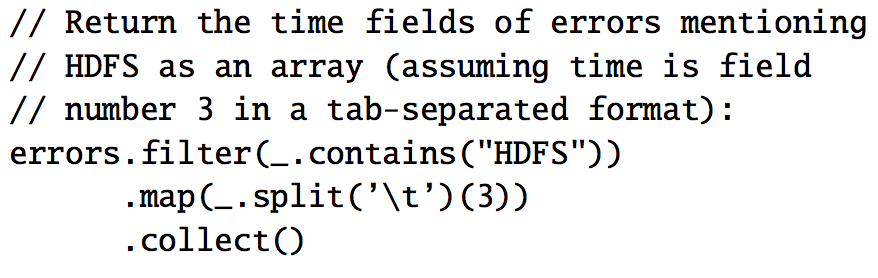 // Return the time fields of errors mentioning
// HDFS as an array (assuming time is field
// number 3 in a tab-separated format):
errors.filter(_.contains("HDFS"))
.map(_.split(’\t’)(3))
.collect()